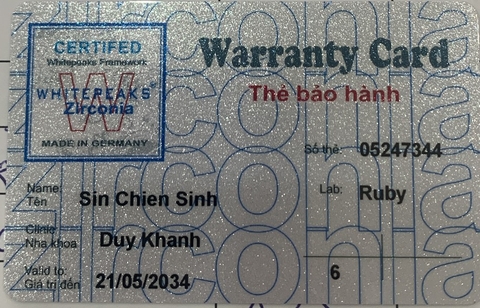 CERTIFED
Whitepeaks Framework
WHITEPEAKS®
Zirconia
MADE IN GERMANY
Warranty Card
Thẻ bảo hành
Số thẻ: 05247344
Lab: Ruby
Name:
Tên Sin Chien Sinh
Clinic
Nha khoa Duy Khanh
Valid to:
Giá trị đến 21/05/2034
6
zirconia